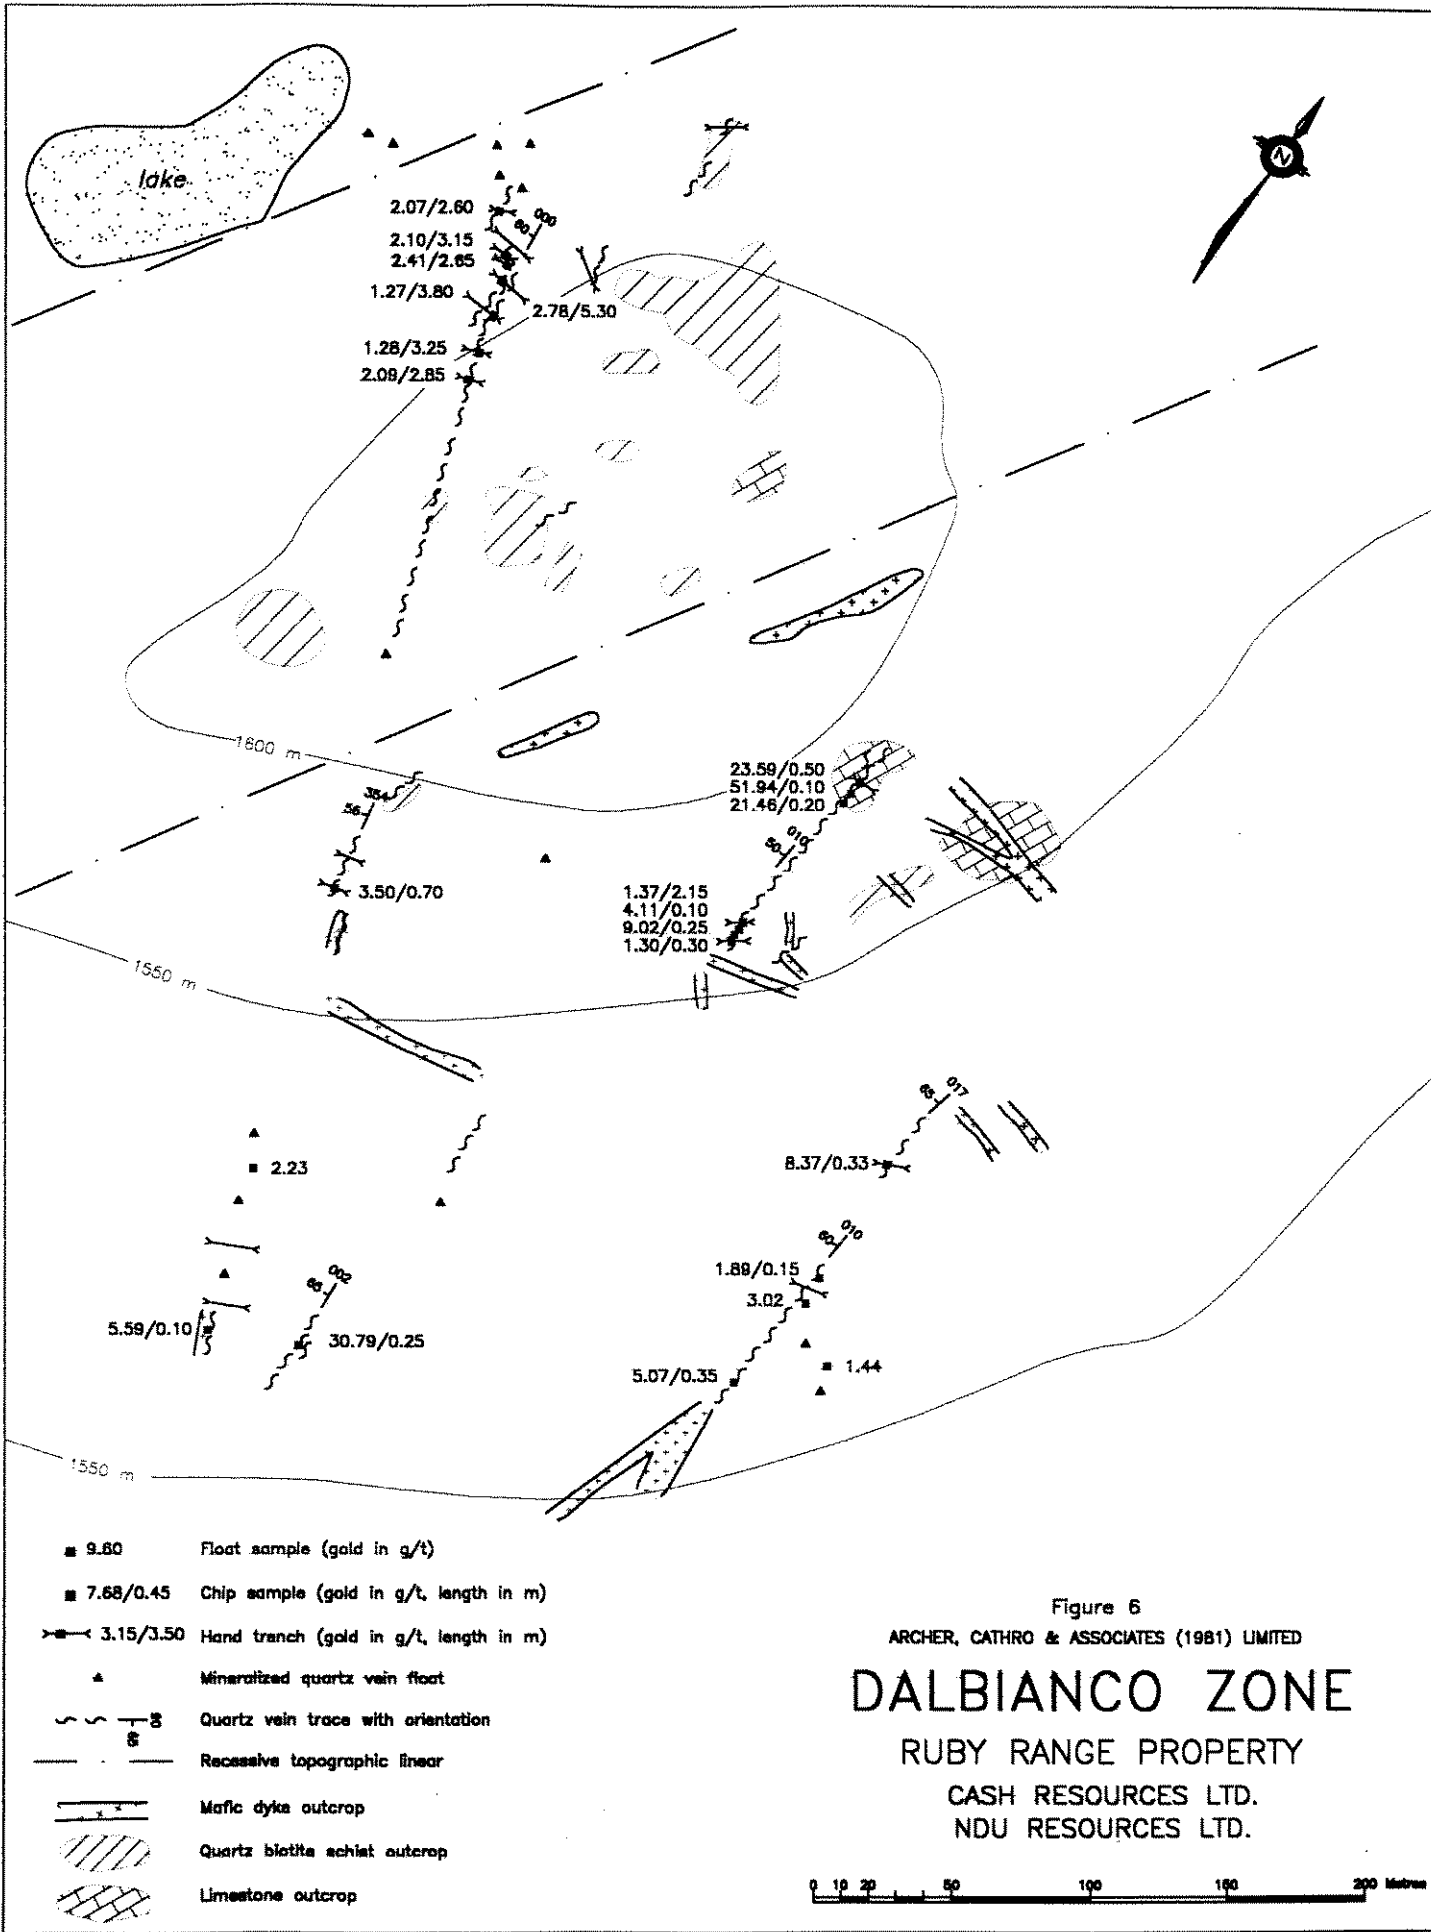 lake
N
2.07/2.60
000
60
2.10/3.15
2.41/2.65
1.27/3.80
2.78/5.30
1.28/3.25
2.09/2.85
1600 m
354
56
23.59/0.50
51.94/0.10
21.46/0.20
010
50
3.50/0.70
1.37/2.15
4.11/0.10
9.02/0.25
1.30/0.30
1550 m
017
65
2.23
8.37/0.33
010
60
002
65
1.89/0.15
3.02
5.59/0.10
30.79/0.25
5.07/0.35
1.44
1550 m
9.60 Float sample (gold in g/t)
7.68/0.45 Chip sample (gold in g/t, length in m)
3.15/3.50 Hand trench (gold in g/t, length in m)
Mineralized quartz vein float
Quartz vein trace with orientation
Recessive topographic linear
Mafic dyke outcrop
Quartz biotite schist outcrop
Limestone outcrop
Figure 6
ARCHER, CATHRO & ASSOCIATES (1981) LIMITED
DALBIANCO ZONE
RUBY RANGE PROPERTY
CASH RESOURCES LTD.
NDU RESOURCES LTD.
0 10 20 50 100 150 200 Metres